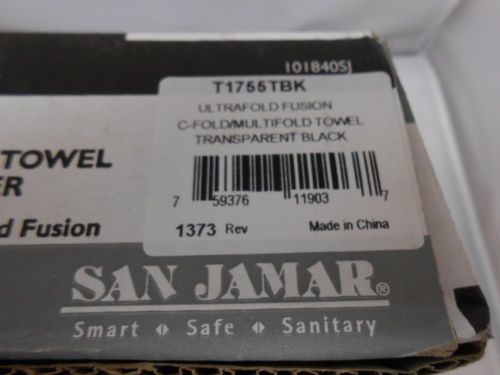 1018405J
T1755TBK
ULTRAFOLD FUSION
C-FOLD/MULTIFOLD TOWEL
TRANSPARENT BLACK
7 59376 11903 7
1373 Rev Made in China
TOWEL
ER
d Fusion
SAN JAMAR®
Smart Safe Sanitary